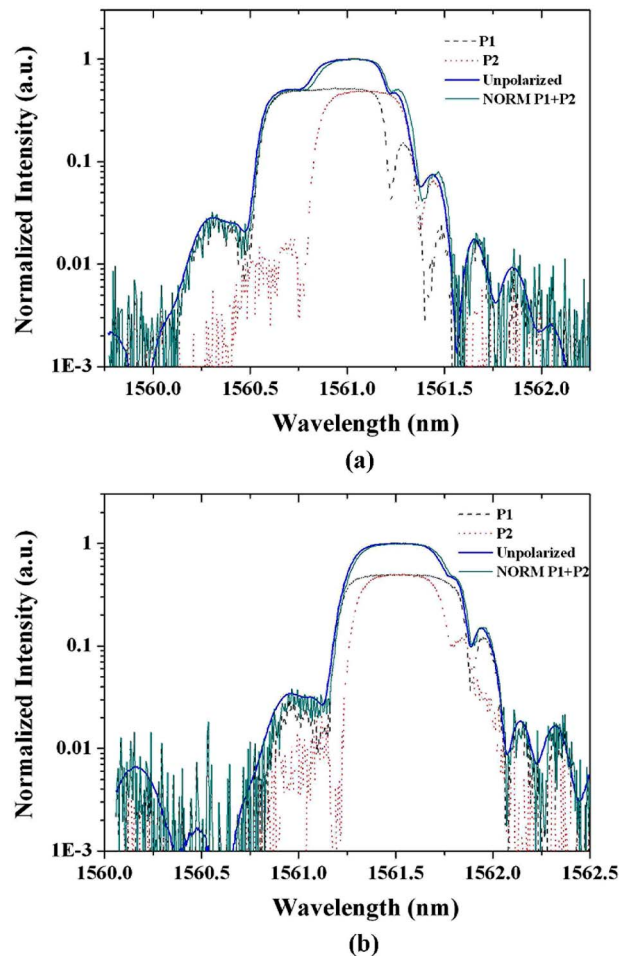 P1
P2
Unpolarized
NORM P1+P2
Normalized Intensity (a.u.)
1
0.1
0.01
1E-3
1560.0 1560.5 1561.0 1561.5 1562.0
Wavelength (nm)
(a)
P1
P2
Unpolarized
NORM P1+P2
Normalized Intensity (a.u.)
1
0.1
0.01
1E-3
1560.0 1560.5 1561.0 1561.5 1562.0 1562.5
Wavelength (nm)
(b)